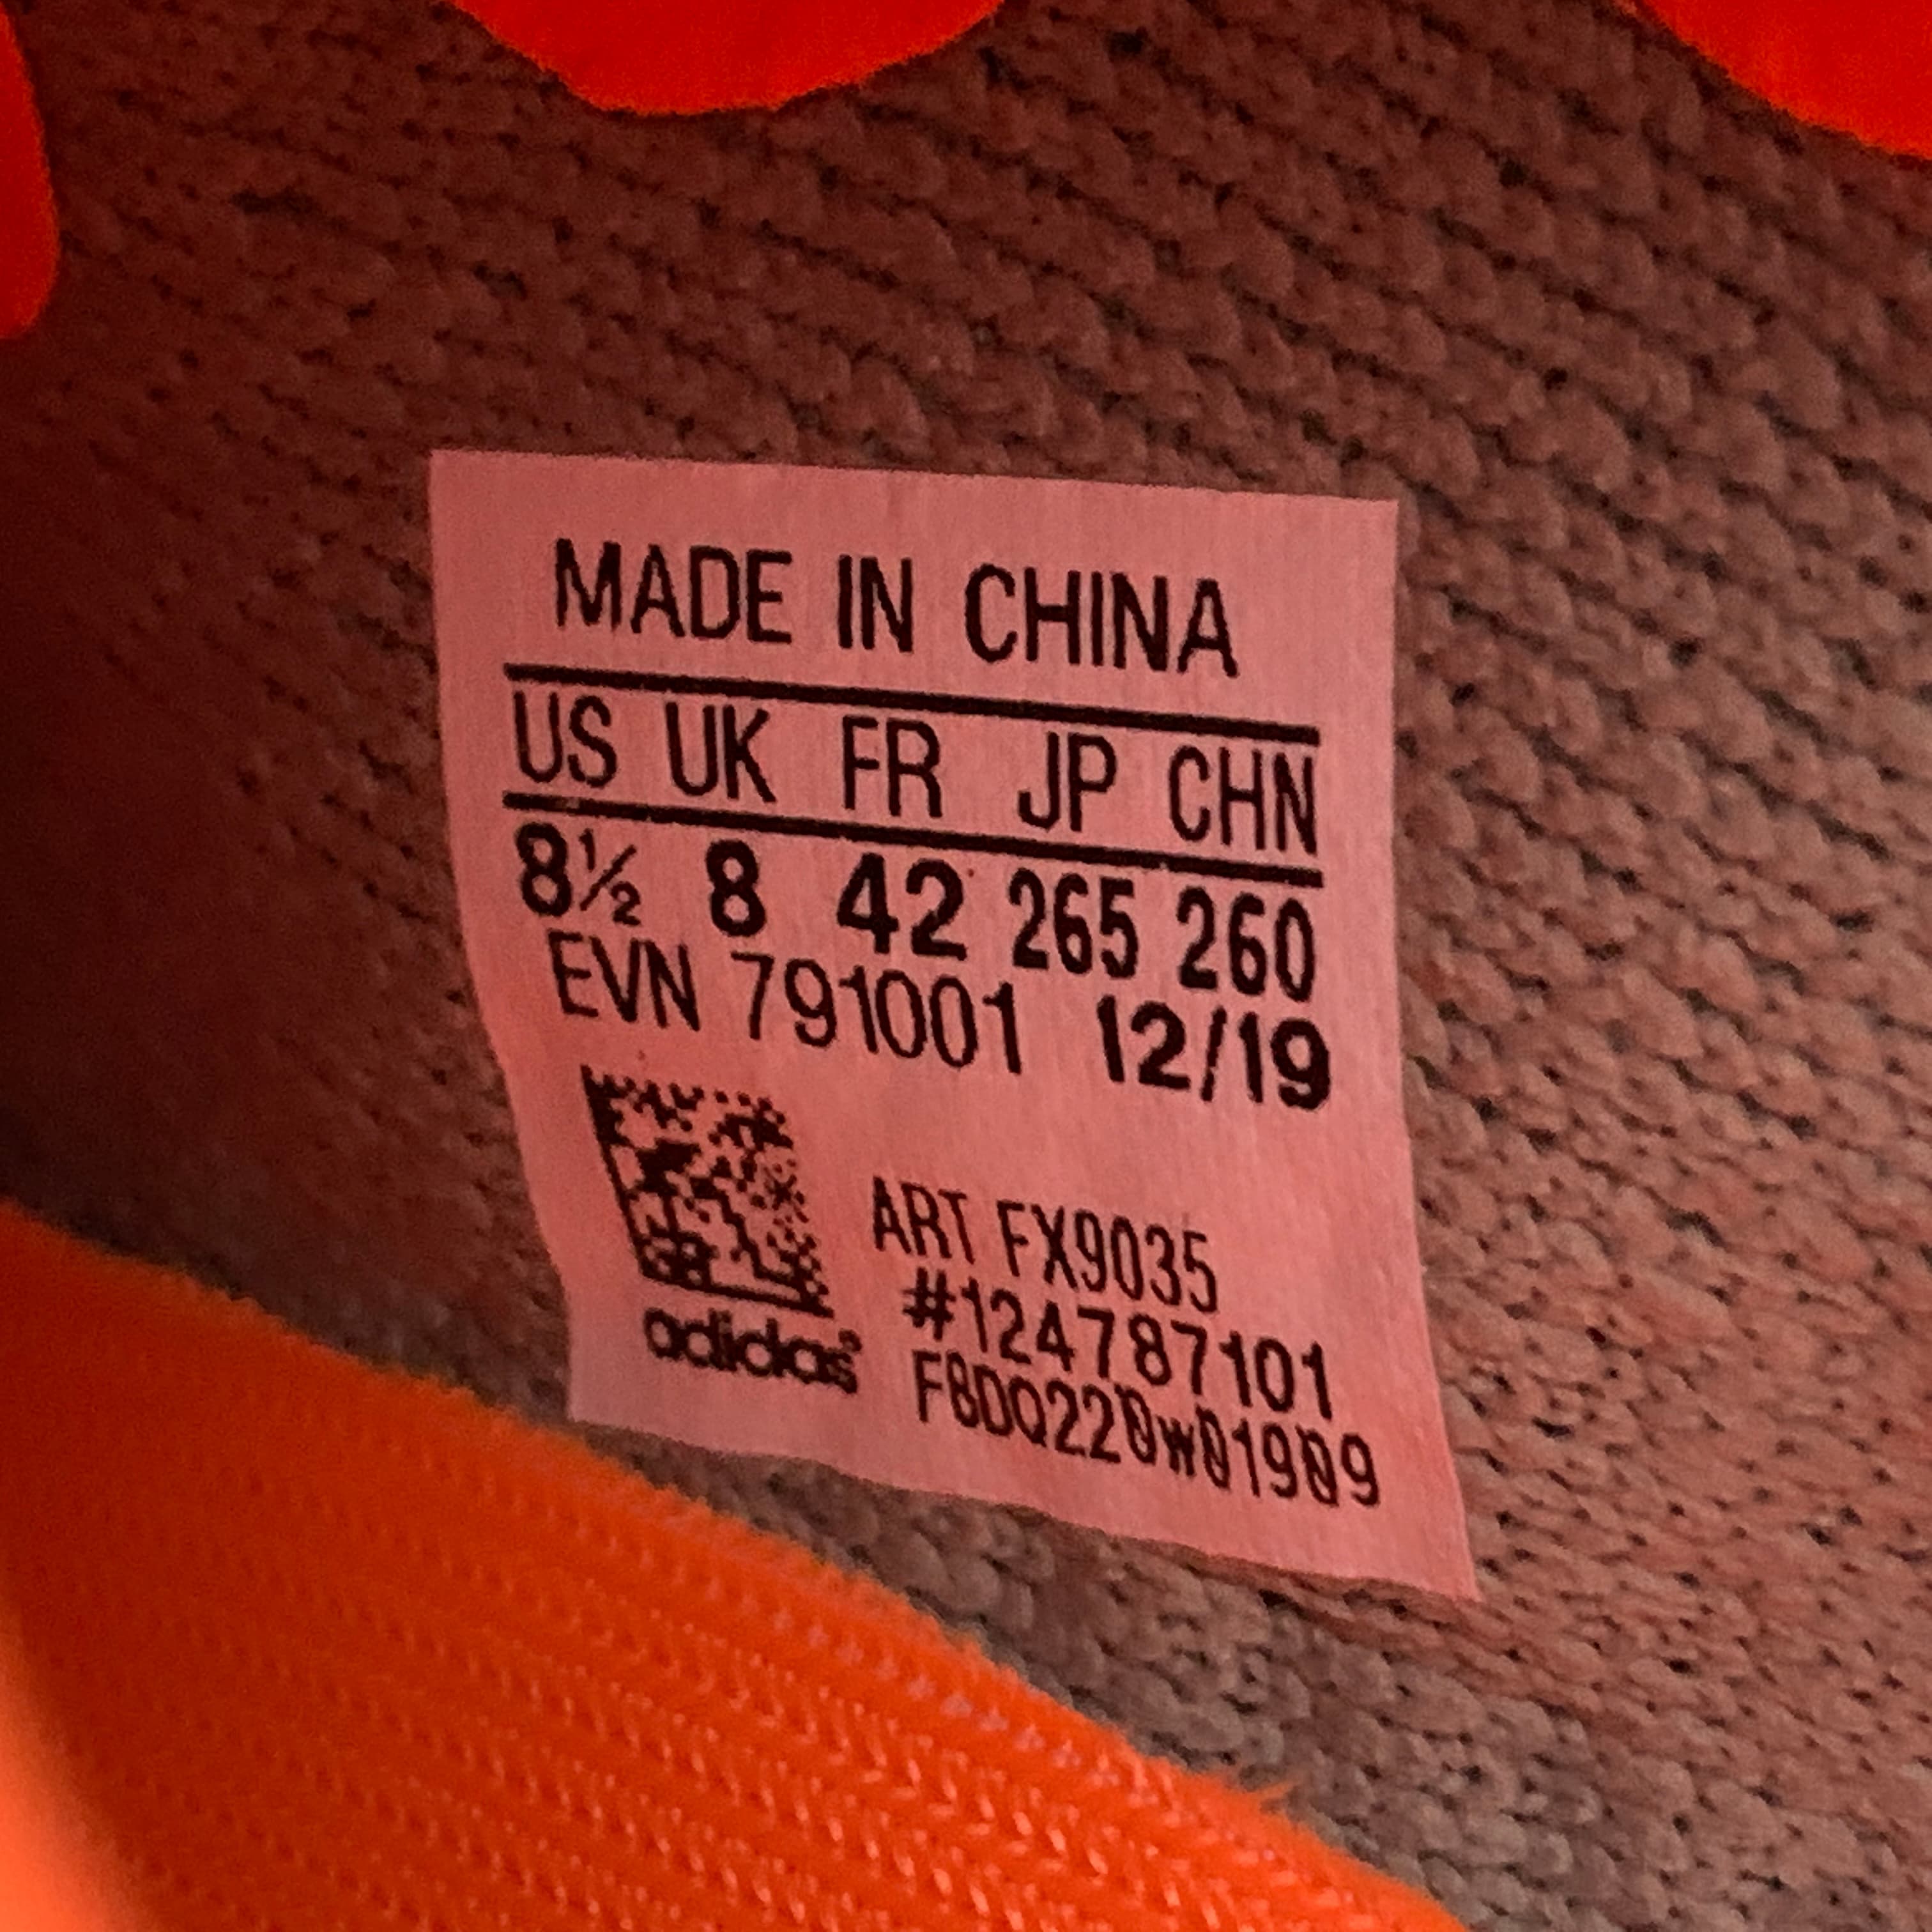 MADE IN CHINA
US UK FR JP CHN
8½ 8 42 265 260
EVN 791001 12/19
ART FX9035
#124787101
adidas®
F8DQ220w01909